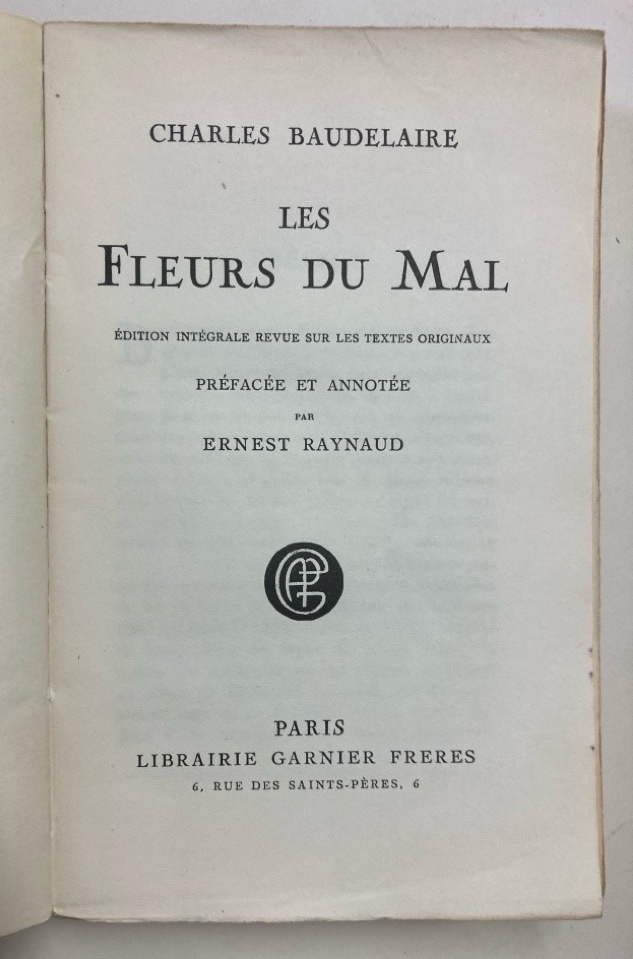 CHARLES BAUDELAIRE
LES
FLEURS DU MAL
ÉDITION INTÉGRALE REVUE SUR LES TEXTES ORIGINAUX
PRÉFACÉE ET ANNOTÉE
PAR
ERNEST RAYNAUD
PARIS
LIBRAIRIE GARNIER FRERES
6, RUE DES SAINTS-PÈRES, 6